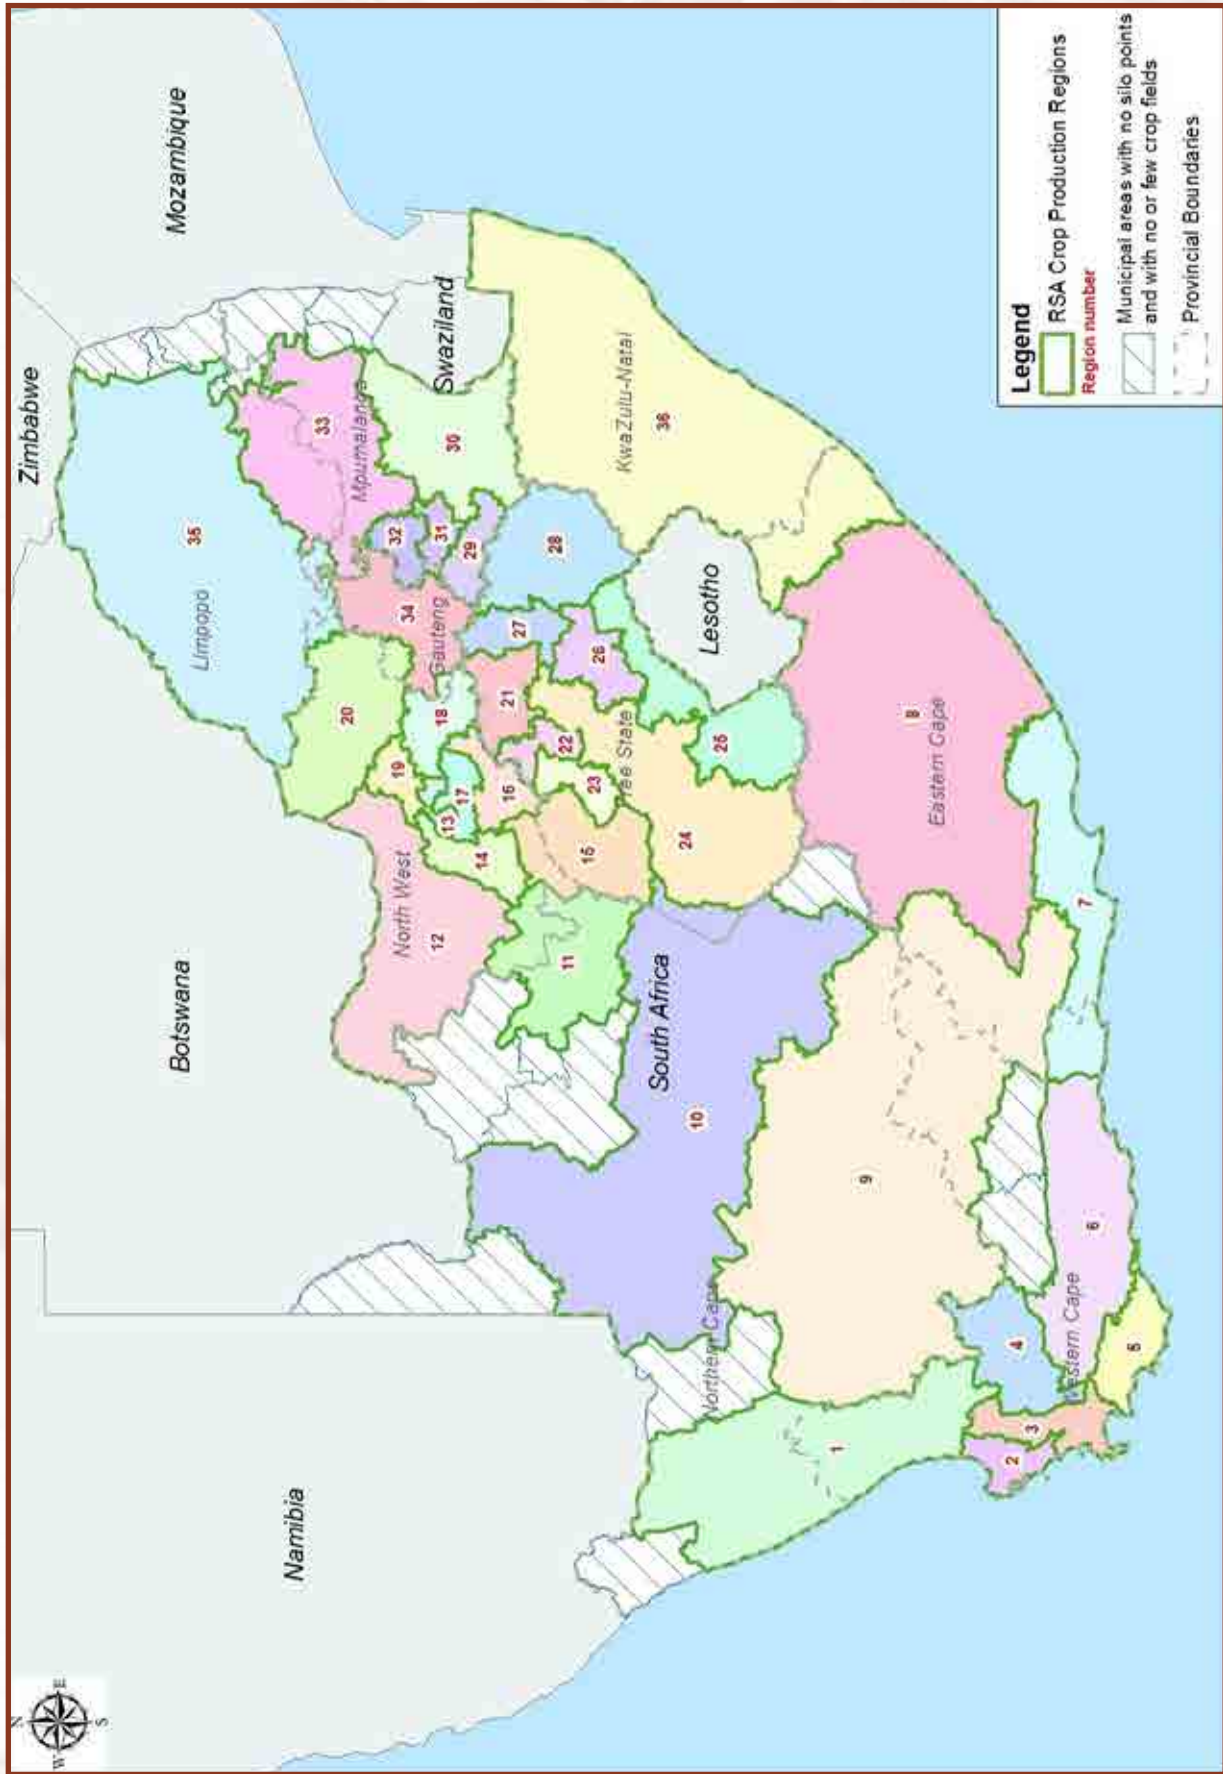 N
W
E
S
Zimbabwe
Mozambique
Botswana
Namibia
Swaziland
Lesotho
South Africa
Limpopo
35
33
Mpumalanga
20
34
32
31
30
Gauteng
29
19
18
North West
12
13
17
14
16
21
27
28
22
26
KwaZulu-Natal
36
11
15
23
Free State
25
24
10
Northern Cape
8
Eastern Cape
9
1
7
4
6
Western Cape
2
3
5
Legend
RSA Crop Production Regions
Region number
Municipal areas with no silo points
and with no or few crop fields
Provincial Boundaries